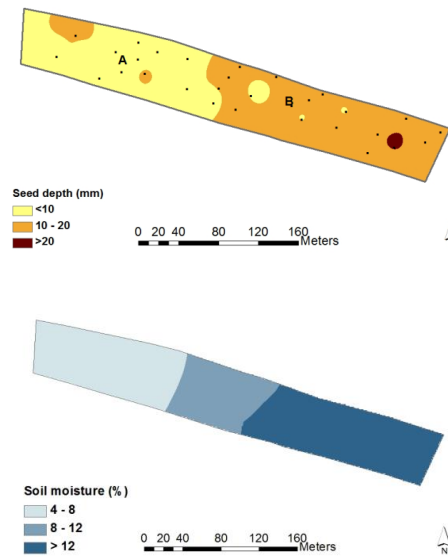 A
B
Seed depth (mm)
<10
10 - 20
>20
0 20 40 80 120 160
Meters
Soil moisture (%)
4 - 8
8 - 12
> 12
0 20 40 80 120 160
Meters
N